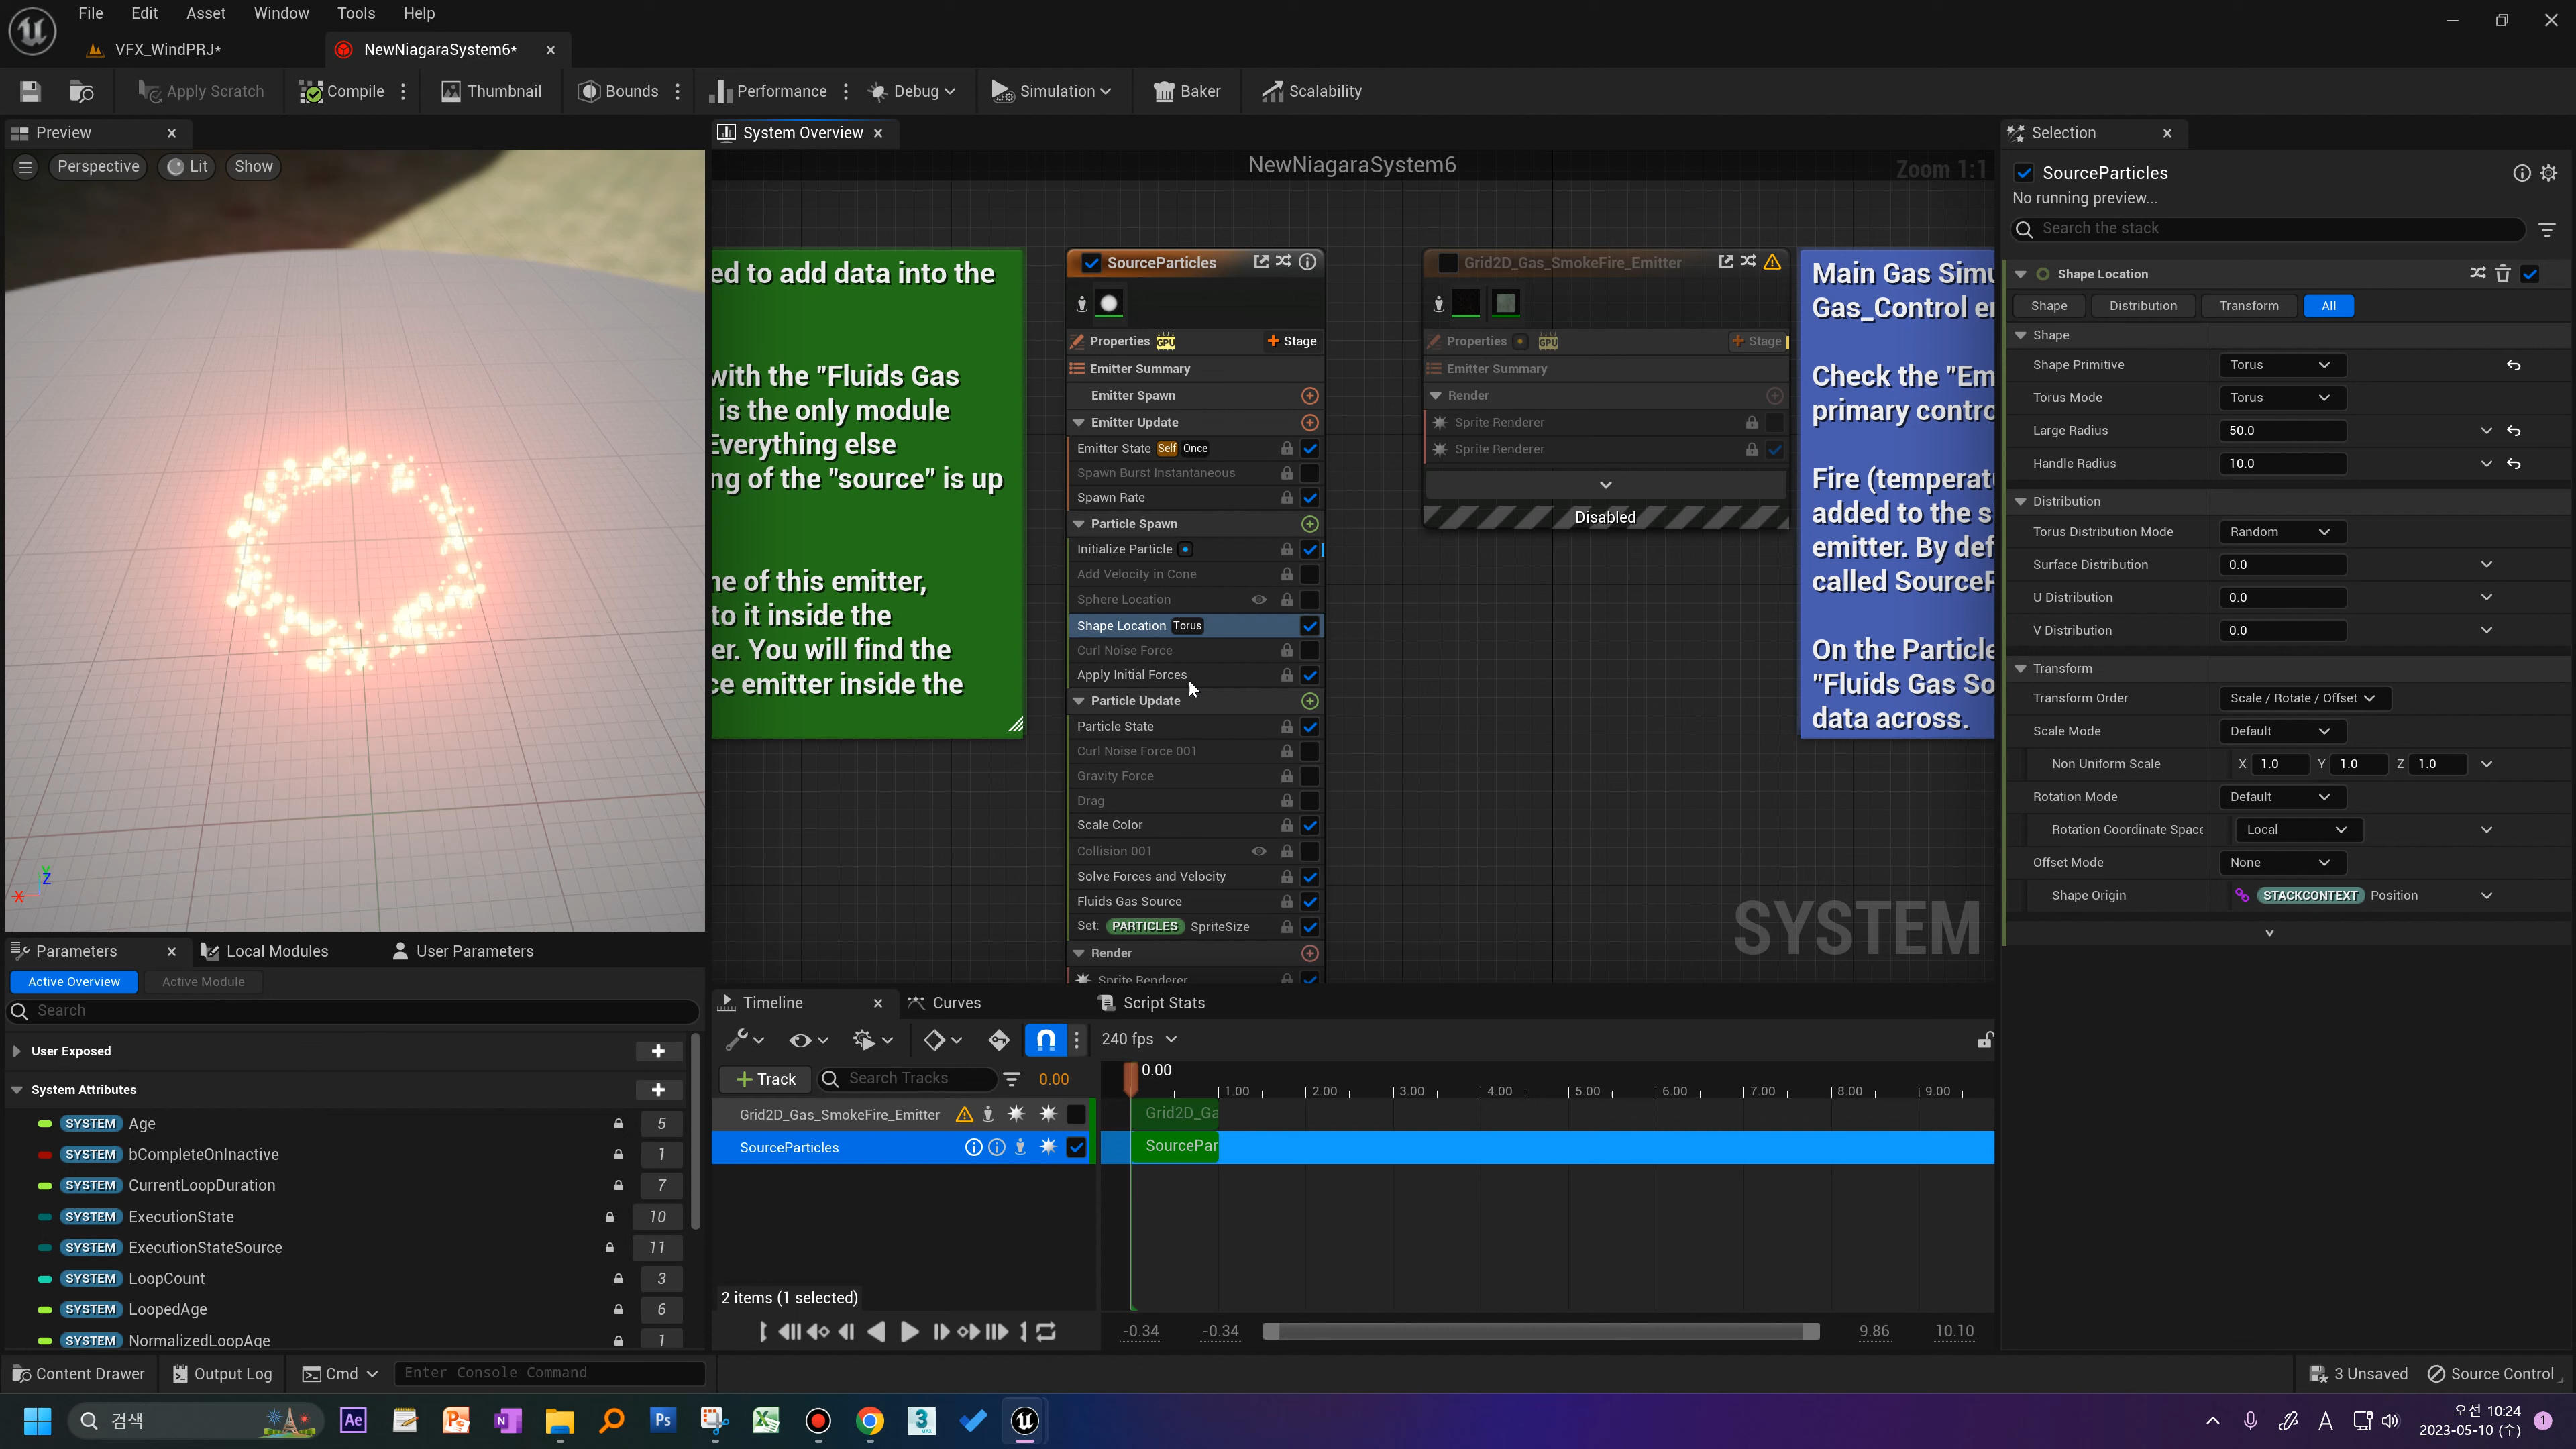 File Edit Asset Window Tools Help
VFX_WindPRJ* NewNiagaraSystem6*
Apply Scratch Compile Thumbnail Bounds Performance Debug Simulation Baker Scalability
Preview
Perspective Lit Show
System Overview
NewNiagaraSystem6
Zoom 1:1
ed to add data into the
with the "Fluids Gas
is the only module
Everything else
ng of the "source" is up
ne of this emitter,
to it inside the
er. You will find the
ce emitter inside the
SourceParticles
Properties GPU Stage
Emitter Summary
Emitter Spawn
Emitter Update
Emitter State Self Once
Spawn Burst Instantaneous
Spawn Rate
Particle Spawn
Initialize Particle
Add Velocity in Cone
Sphere Location
Shape Location Torus
Curl Noise Force
Apply Initial Forces
Particle Update
Particle State
Curl Noise Force 001
Gravity Force
Drag
Scale Color
Collision 001
Solve Forces and Velocity
Fluids Gas Source
Set: PARTICLES SpriteSize
Render
Sprite Renderer
Grid2D_Gas_SmokeFire_Emitter
Properties GPU Stage
Emitter Summary
Render
Sprite Renderer
Sprite Renderer
Disabled
Main Gas Simu
Gas_Control en
Check the "Em
primary contro
Fire (temperatu
added to the s
emitter. By def
called SourceP
On the Particle
"Fluids Gas So
data across.
SYSTEM
Selection
SourceParticles
No running preview...
Search the stack
Shape Location
Shape Distribution Transform All
Shape
Shape Primitive Torus
Torus Mode Torus
Large Radius 50.0
Handle Radius 10.0
Distribution
Torus Distribution Mode Random
Surface Distribution 0.0
U Distribution 0.0
V Distribution 0.0
Transform
Transform Order Scale / Rotate / Offset
Scale Mode Default
Non Uniform Scale X 1.0 Y 1.0 Z 1.0
Rotation Mode Default
Rotation Coordinate Space Local
Offset Mode None
Shape Origin STACKCONTEXT Position
X Z
Parameters Local Modules User Parameters
Active Overview Active Module
Search
User Exposed
System Attributes
SYSTEM Age 5
SYSTEM bCompleteOnInactive 1
SYSTEM CurrentLoopDuration 7
SYSTEM ExecutionState 10
SYSTEM ExecutionStateSource 11
SYSTEM LoopCount 3
SYSTEM LoopedAge 6
SYSTEM NormalizedLoopAge 1
Timeline Curves Script Stats
240 fps
Track Search Tracks 0.00
0.00
1.00 2.00 3.00 4.00 5.00 6.00 7.00 8.00 9.00
Grid2D_Gas_SmokeFire_Emitter Grid2D_Ga
SourceParticles SourcePar
2 items (1 selected)
-0.34 -0.34 9.86 10.10
Content Drawer Output Log Cmd Enter Console Command 3 Unsaved Source Control
검색 Ae N Ps 3 MAX A 오전 10:24
2023-05-10 (수) 1